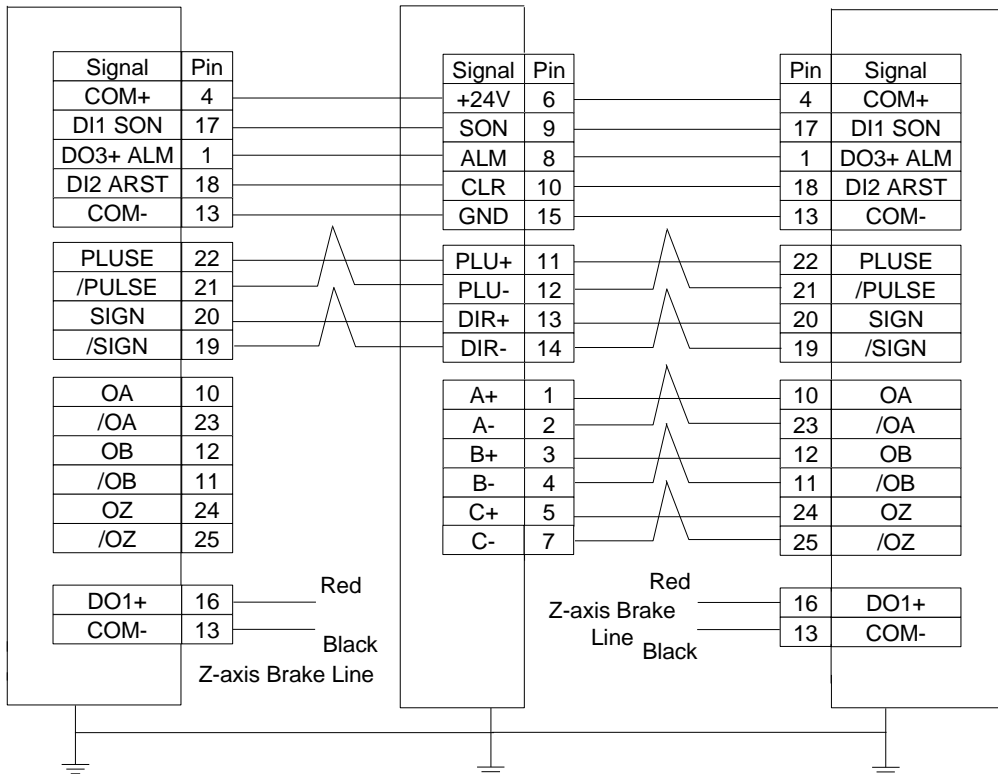 Signal Pin
COM+ 4
DI1 SON 17
DO3+ ALM 1
DI2 ARST 18
COM- 13
PLUSE 22
/PULSE 21
SIGN 20
/SIGN 19
OA 10
/OA 23
OB 12
/OB 11
OZ 24
/OZ 25
DO1+ 16
COM- 13
Red
Black
Z-axis Brake Line
Signal Pin
+24V 6
SON 9
ALM 8
CLR 10
GND 15
PLU+ 11
PLU- 12
DIR+ 13
DIR- 14
A+ 1
A- 2
B+ 3
B- 4
C+ 5
C- 7
Red
Z-axis Brake
Line
Black
Pin Signal
4 COM+
17 DI1 SON
1 DO3+ ALM
18 DI2 ARST
13 COM-
22 PLUSE
21 /PULSE
20 SIGN
19 /SIGN
10 OA
23 /OA
12 OB
11 /OB
24 OZ
25 /OZ
16 DO1+
13 COM-